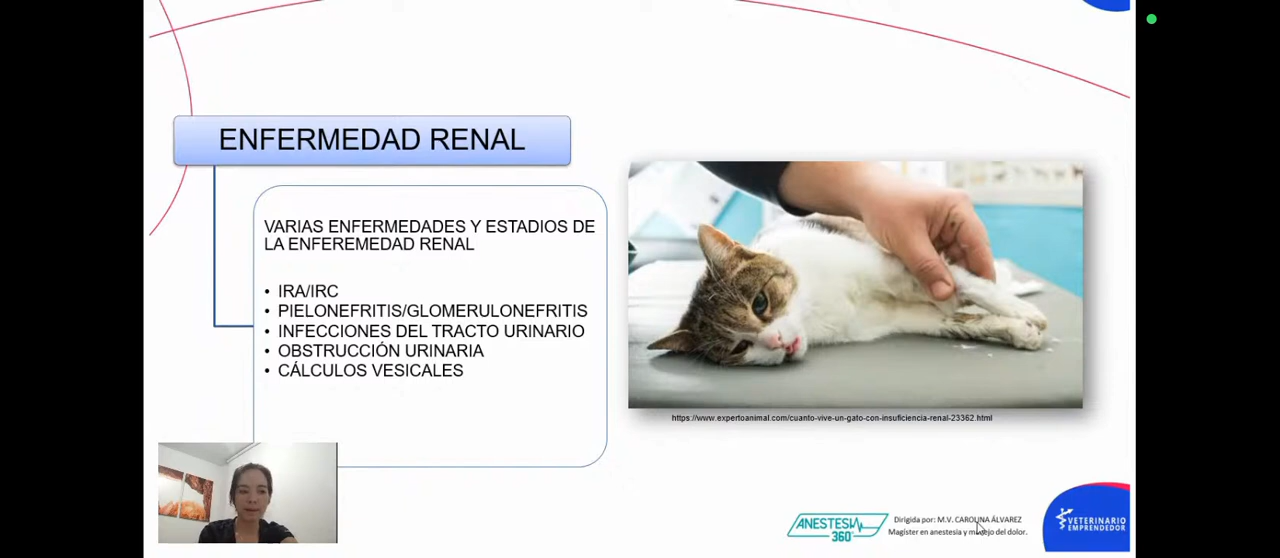 ENFERMEDAD RENAL
VARIAS ENFERMEDADES Y ESTADIOS DE
LA ENFEREMEDAD RENAL
• IRA/IRC
• PIELONEFRITIS/GLOMERULONEFRITIS
• INFECCIONES DEL TRACTO URINARIO
• OBSTRUCCIÓN URINARIA
• CÁLCULOS VESICALES
https://www.expertoanimal.com/cuanto-vive-un-gato-con-insuficiencia-renal-23362.html
ANESTESIA
360°
Dirigida por: M.V. CAROLINA ÁLVAREZ
Magíster en anestesia y manejo del dolor.
VETERINARIO
EMPRENDEDOR